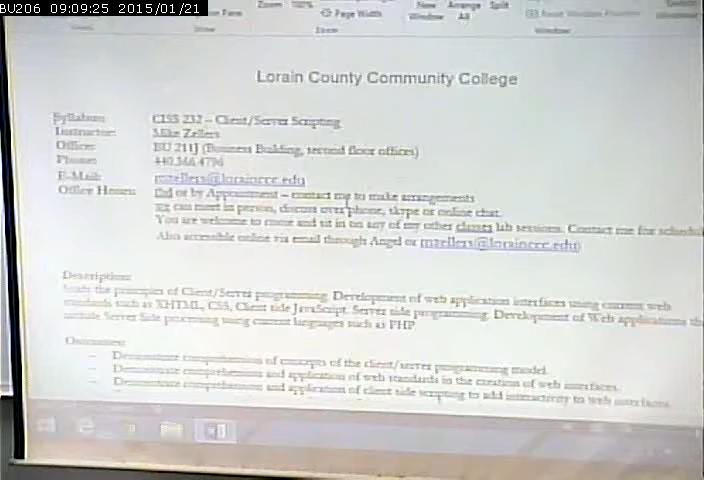 BU206 09:09:25 2015/01/21
Zoom 100% Page Width New Window Arrange All Split
Zoom Window
Lorain County Community College
Syllabus: CISS 232 – Client/Server Scripting
Instructor: Mike Zellers
Office: BU 211J (Business Building, second floor offices)
Phone: 440.366.4796
E-Mail: mzellers@lorainccc.edu
Office Hours: tbd or by Appointment – contact me to make arrangements
can meet in person, discuss over phone, skype or online chat.
You are welcome to come and sit in on any of my other classes lab sessions. Contact me for
Also accessible online via email through Angel or mzellers@lorainccc.edu)
Description:
Study the principles of Client/Server programming. Development of web application interfaces using current web
standards such as XHTML, CSS, Client side JavaScript. Server side programming. Development of Web applications
include Server Side processing using current languages such as PHP
Outcomes:
– Demonstrate comprehension of concepts of the client/server programming model.
– Demonstrate comprehension and application of web standards in the creation of web interfaces.
– Demonstrate comprehension and application of client side scripting to add interactivity to web interfaces.